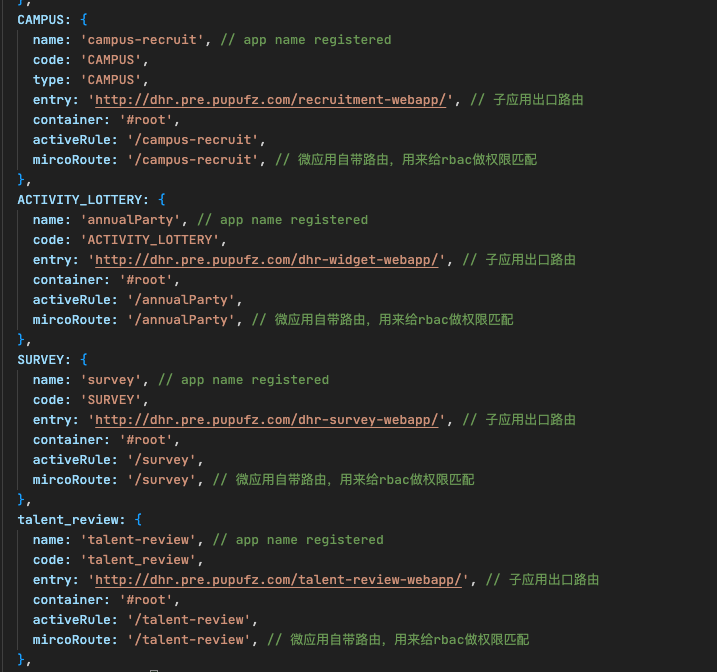 },
CAMPUS: {
name: 'campus-recruit', // app name registered
code: 'CAMPUS',
type: 'CAMPUS',
entry: 'http://dhr.pre.pupufz.com/recruitment-webapp/', // 子应用出口路由
container: '#root',
activeRule: '/campus-recruit',
mircoRoute: '/campus-recruit', // 微应用自带路由，用来给rbac做权限匹配
},
ACTIVITY_LOTTERY: {
name: 'annualParty', // app name registered
code: 'ACTIVITY_LOTTERY',
entry: 'http://dhr.pre.pupufz.com/dhr-widget-webapp/', // 子应用出口路由
container: '#root',
activeRule: '/annualParty',
mircoRoute: '/annualParty', // 微应用自带路由，用来给rbac做权限匹配
},
SURVEY: {
name: 'survey', // app name registered
code: 'SURVEY',
entry: 'http://dhr.pre.pupufz.com/dhr-survey-webapp/', // 子应用出口路由
container: '#root',
activeRule: '/survey',
mircoRoute: '/survey', // 微应用自带路由，用来给rbac做权限匹配
},
talent_review: {
name: 'talent-review', // app name registered
code: 'talent_review',
entry: 'http://dhr.pre.pupufz.com/talent-review-webapp/', // 子应用出口路由
container: '#root',
activeRule: '/talent-review',
mircoRoute: '/talent-review', // 微应用自带路由，用来给rbac做权限匹配
},